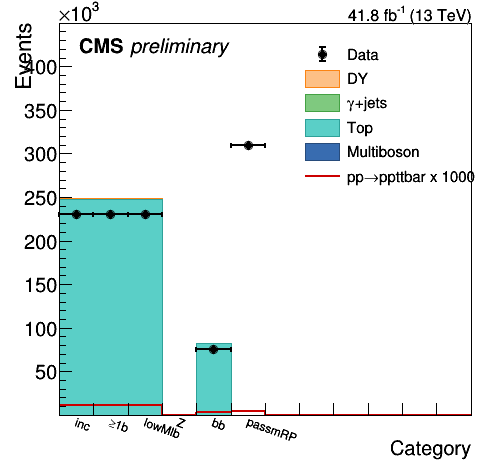 ×10³
41.8 fb⁻¹ (13 TeV)
Events
CMS preliminary
Data
DY
γ+jets
Top
Multiboson
pp→ppttbar x 1000
400
350
300
250
200
150
100
50
inc
≥1b
lowMlb
Z
bb
passmRP
Category